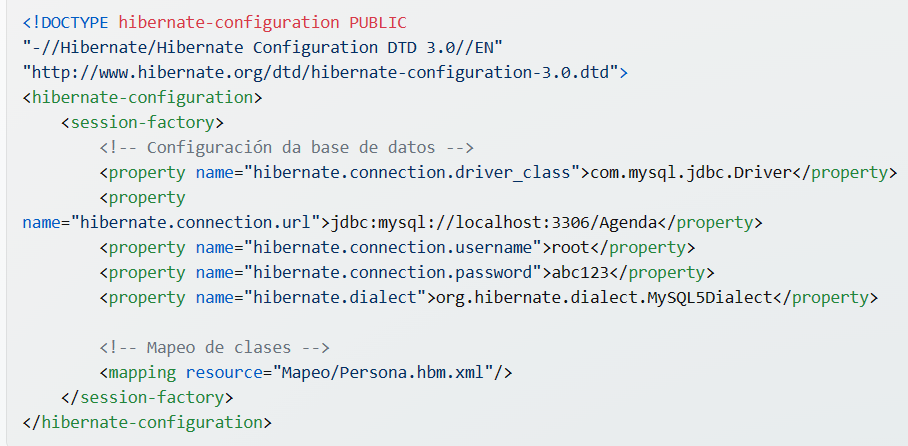 <!DOCTYPE hibernate-configuration PUBLIC
"-//Hibernate/Hibernate Configuration DTD 3.0//EN"
"http://www.hibernate.org/dtd/hibernate-configuration-3.0.dtd">
<hibernate-configuration>
    <session-factory>
        <!-- Configuración da base de datos -->
        <property name="hibernate.connection.driver_class">com.mysql.jdbc.Driver</property>
        <property
name="hibernate.connection.url">jdbc:mysql://localhost:3306/Agenda</property>
        <property name="hibernate.connection.username">root</property>
        <property name="hibernate.connection.password">abc123</property>
        <property name="hibernate.dialect">org.hibernate.dialect.MySQL5Dialect</property>

        <!-- Mapeo de clases -->
        <mapping resource="Mapeo/Persona.hbm.xml"/>
    </session-factory>
</hibernate-configuration>